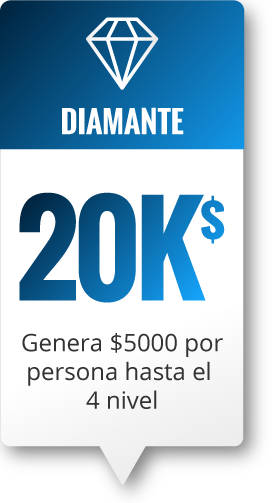 DIAMANTE
20K$
Genera $5000 por
persona hasta el
4 nivel